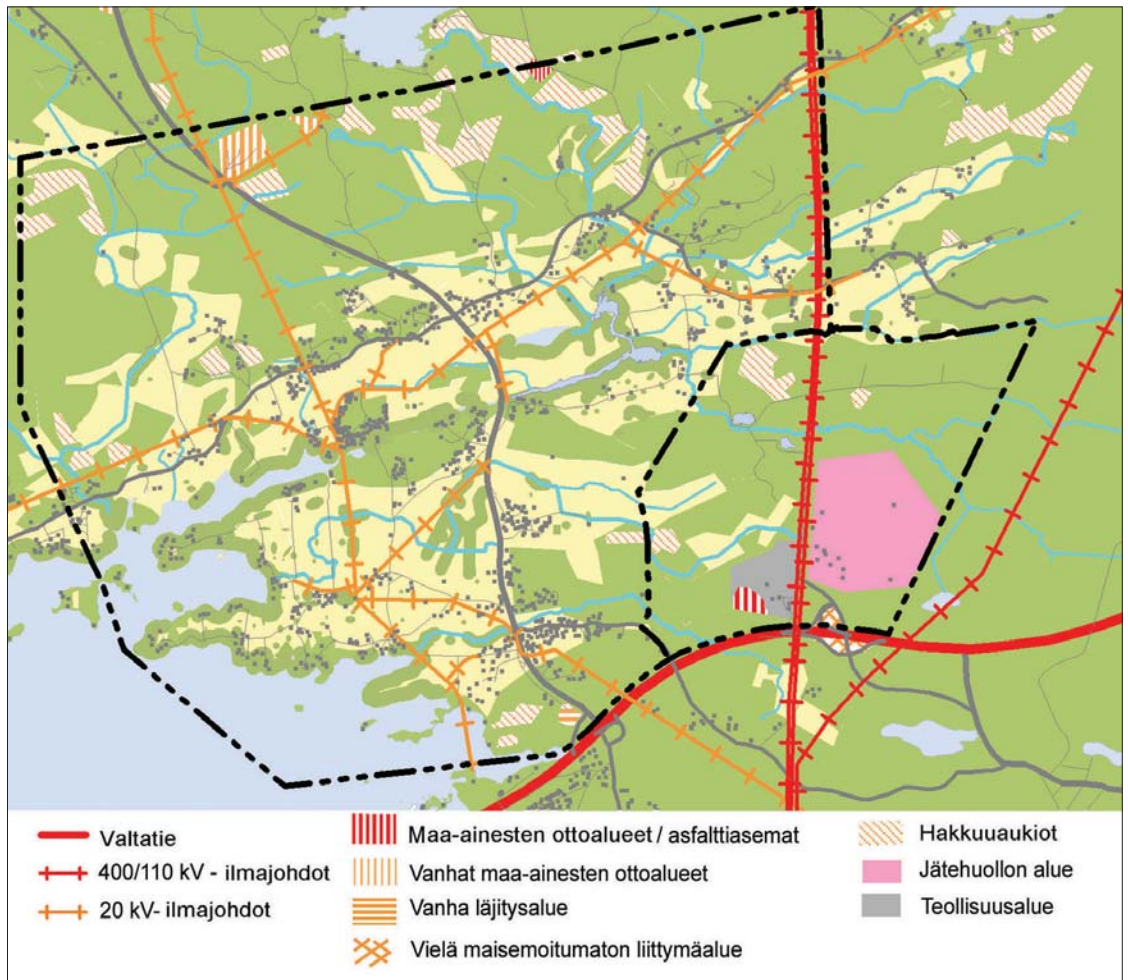 Valtatie
400/110 kV - ilmajohdot
20 kV- ilmajohdot
Maa-ainesten ottoalueet / asfalttiasemat
Vanhat maa-ainesten ottoalueet
Vanha läjitysalue
Vielä maisemoitumaton liittymäalue
Hakkuuaukiot
Jätehuollon alue
Teollisuusalue